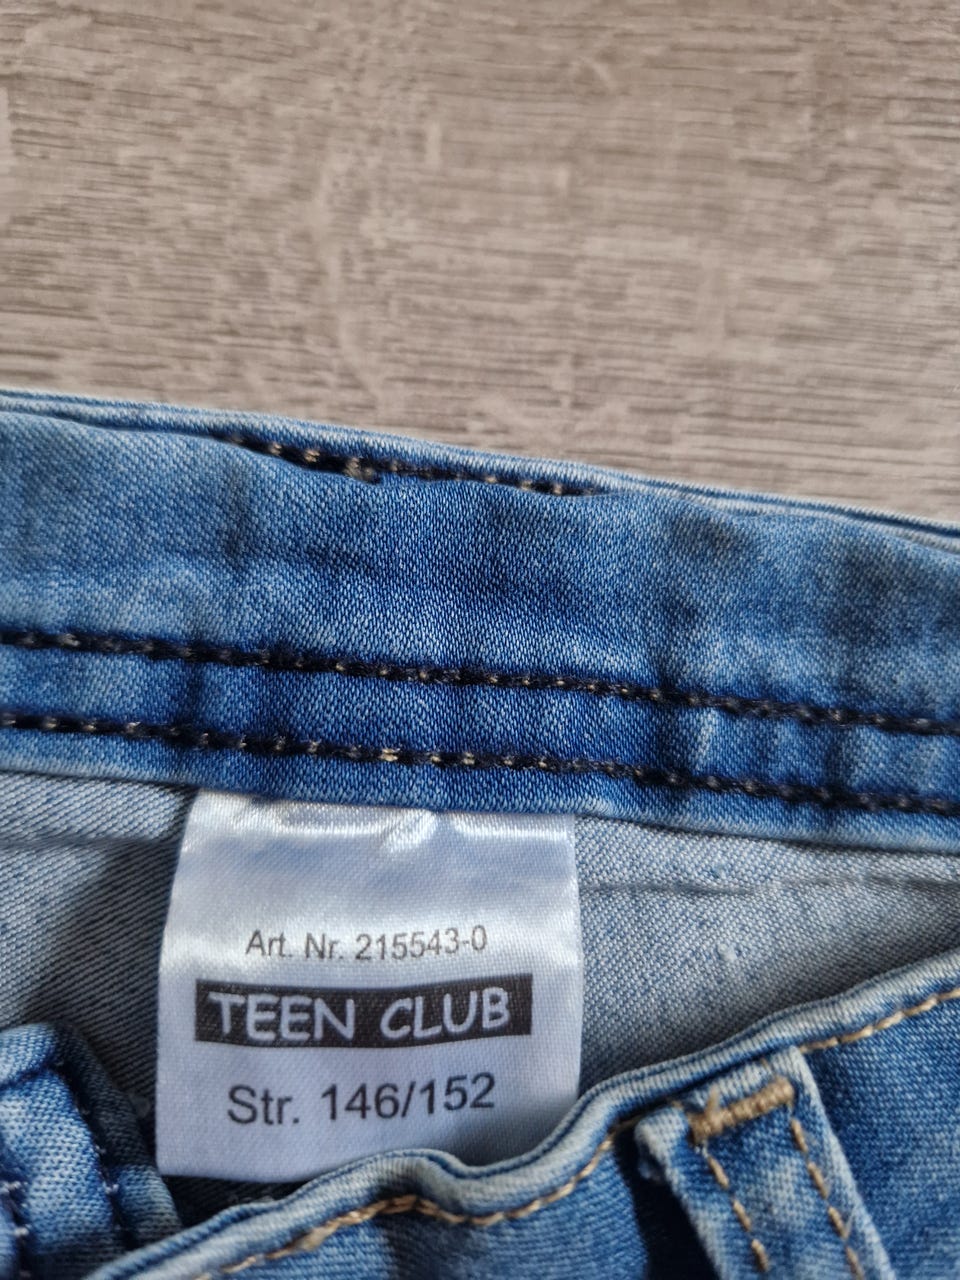 Art. Nr. 215543-0
TEEN CLUB
Str. 146/152